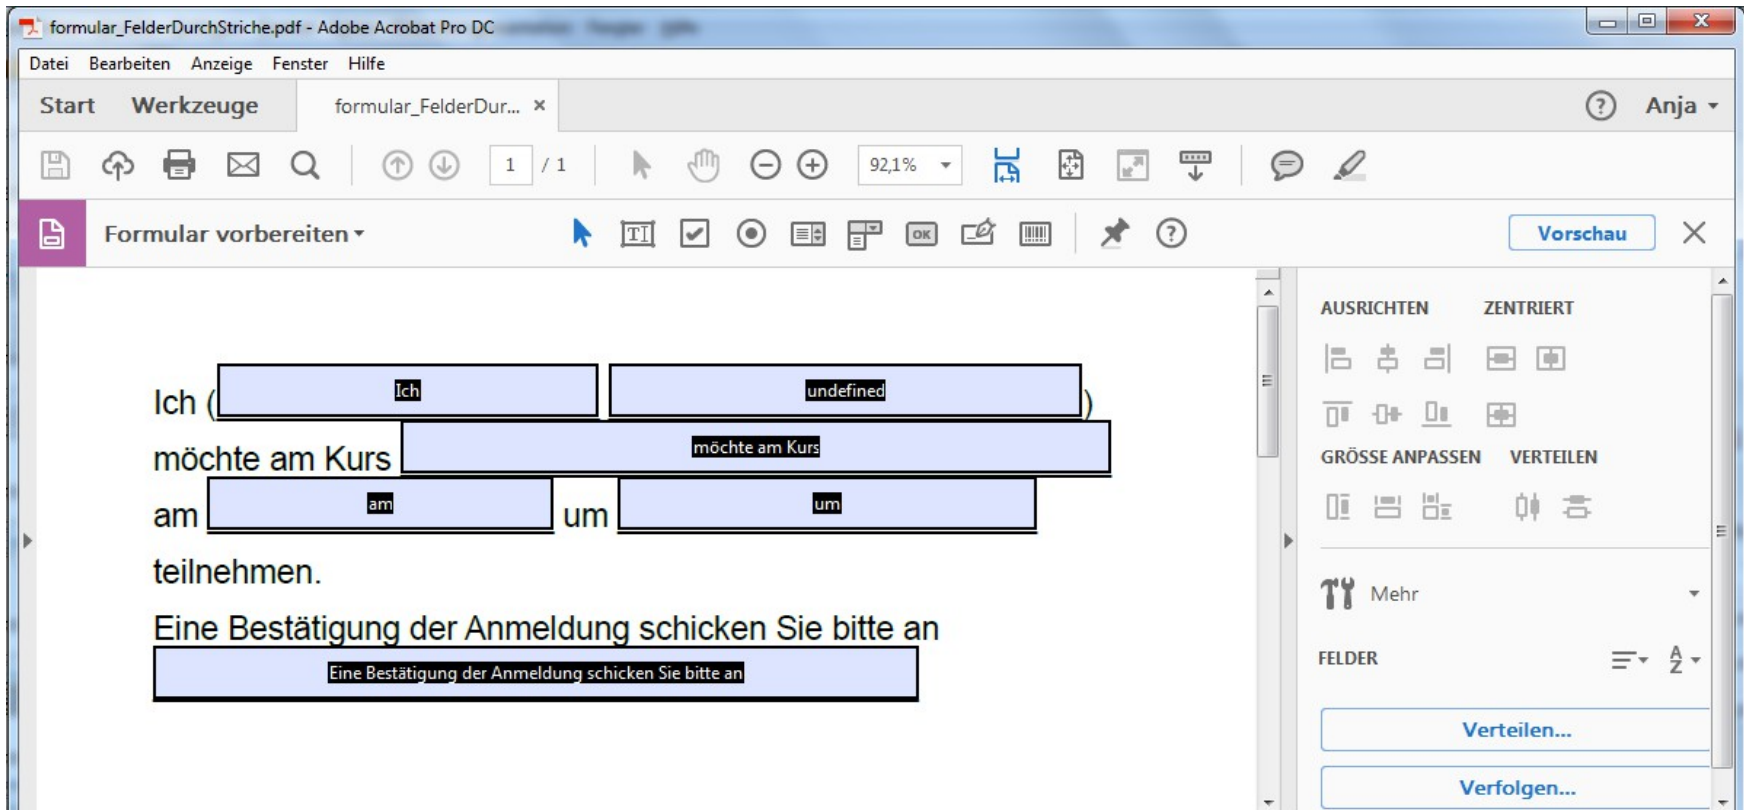 formular_FelderDurchStriche.pdf - Adobe Acrobat Pro DC
Datei Bearbeiten Anzeige Fenster Hilfe
Start Werkzeuge formular_FelderDur... × ? Anja
1 / 1 92,1%
Formular vorbereiten OK ? Vorschau
AUSRICHTEN ZENTRIERT
Ich ( Ich undefined )
möchte am Kurs möchte am Kurs
GRÖSSE ANPASSEN VERTEILEN
am am um um
teilnehmen.
Mehr
Eine Bestätigung der Anmeldung schicken Sie bitte an
FELDER A Z
Eine Bestätigung der Anmeldung schicken Sie bitte an
Verteilen...
Verfolgen...